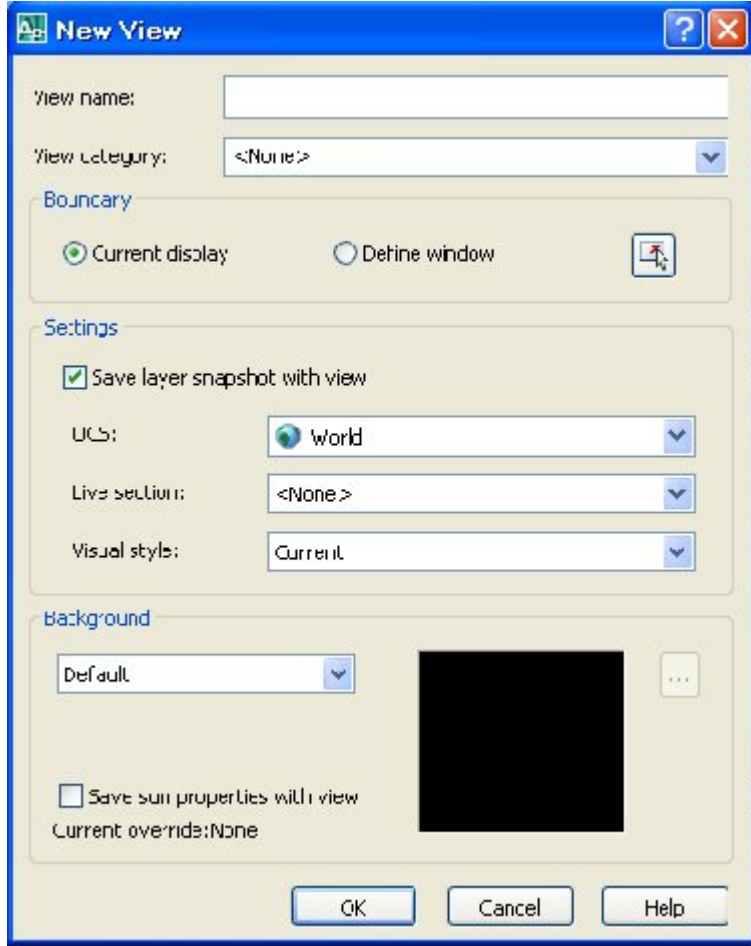 New View
View name:
View category: <None>
Boundary
Current display Define window
Settings
Save layer snapshot with view
UCS: World
Live section: <None>
Visual style: Current
Background
Default ...
Save sun properties with view
Current override:None
OK Cancel Help